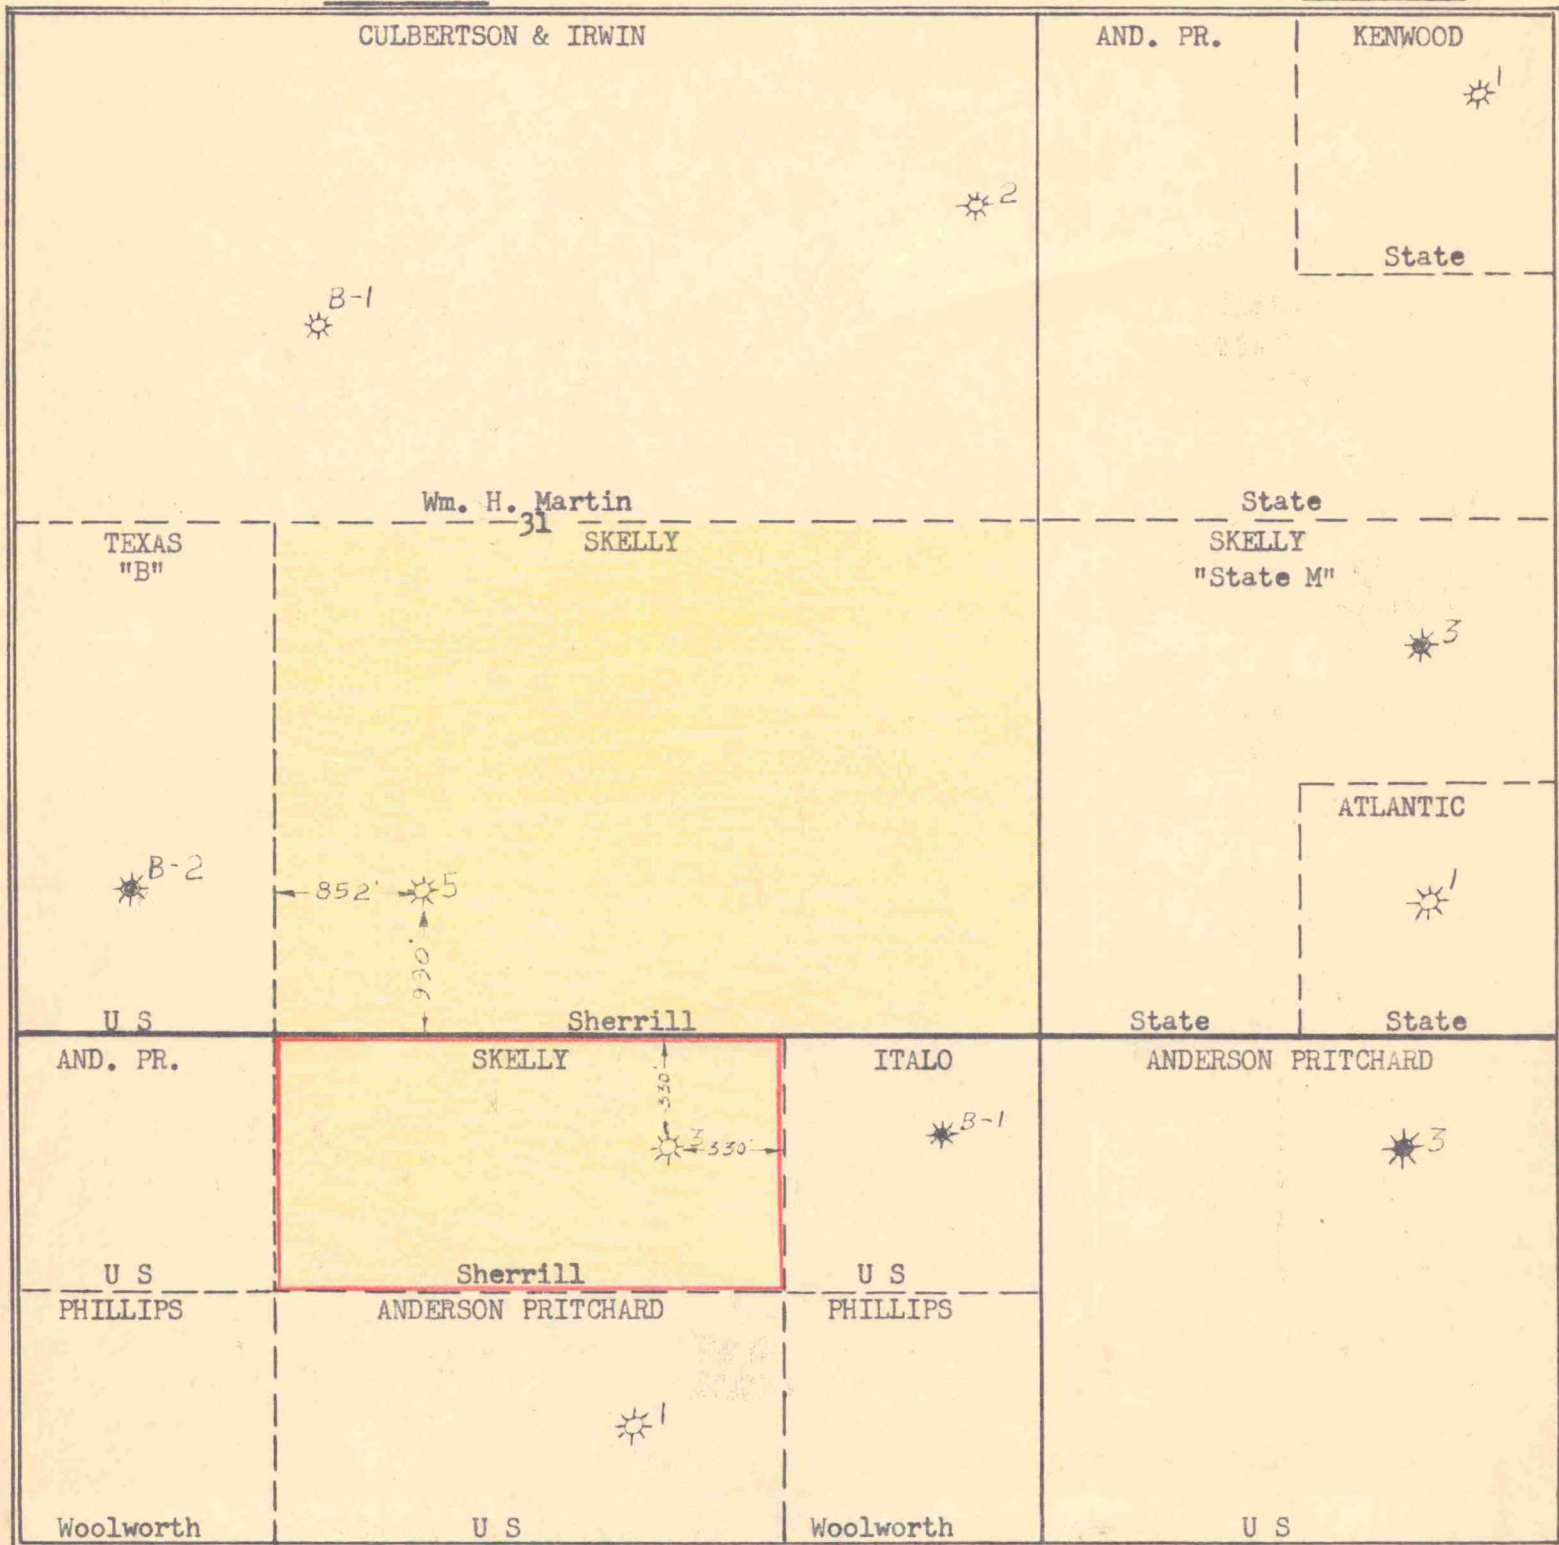 CULBERTSON & IRWIN
AND. PR.
KENWOOD
1
2
State
B-1
Wm. H. Martin
State
31
TEXAS
"B"
SKELLY
SKELLY
"State M"
3
ATLANTIC
B-2
852'
5
1
990'
U S
Sherrill
State
State
AND. PR.
SKELLY
ITALO
ANDERSON PRITCHARD
330'
B-1
3
330'
3
U S
Sherrill
U S
PHILLIPS
ANDERSON PRITCHARD
PHILLIPS
1
Woolworth
U S
Woolworth
U S